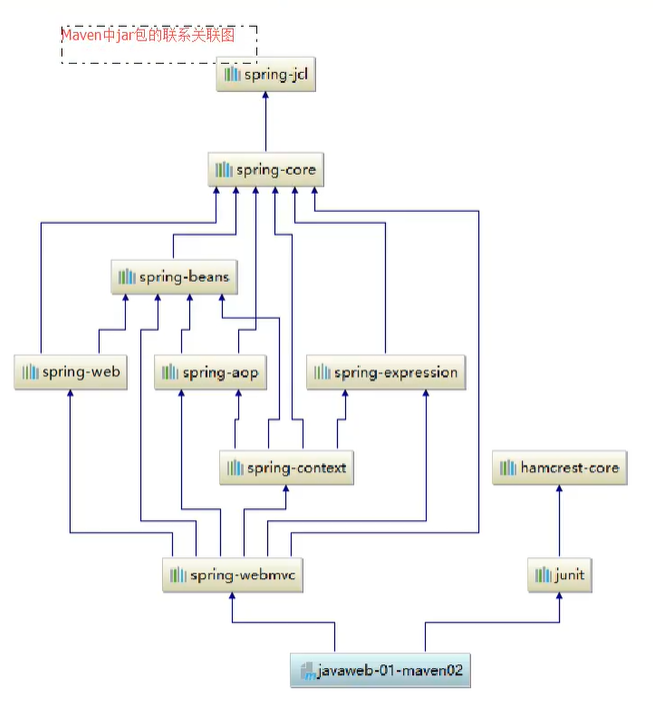 Maven中jar包的联系关联图
spring-jcl
spring-core
spring-beans
spring-web
spring-aop
spring-expression
spring-context
hamcrest-core
spring-webmvc
junit
javaweb-01-maven02